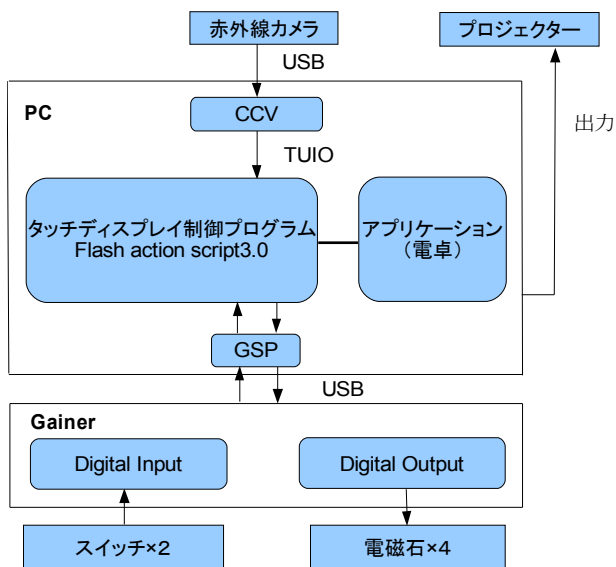 赤外線カメラ
プロジェクター
USB
PC
CCV
出力
TUIO
タッチディスプレイ制御プログラム
Flash action script3.0
アプリケーション
（電卓）
GSP
USB
Gainer
Digital Input
Digital Output
スイッチ×2
電磁石×4